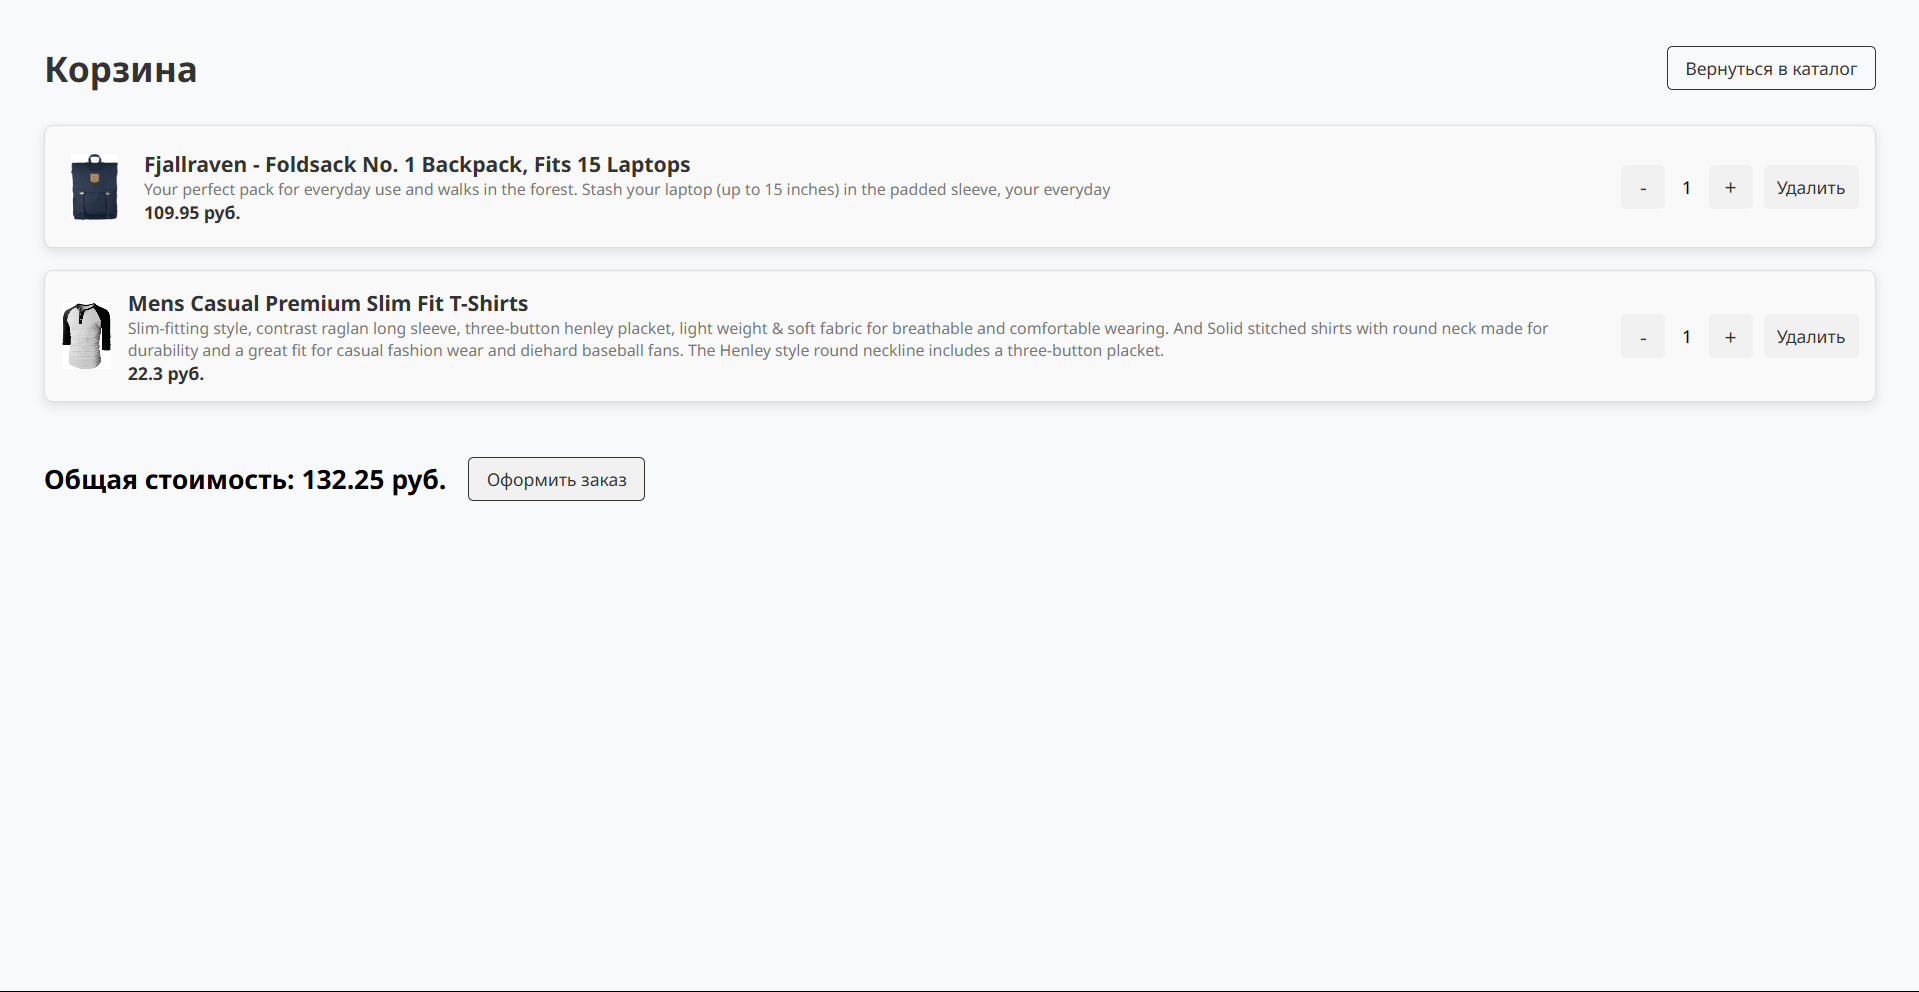 Корзина
Вернуться в каталог
Fjallraven - Foldsack No. 1 Backpack, Fits 15 Laptops
Your perfect pack for everyday use and walks in the forest. Stash your laptop (up to 15 inches) in the padded sleeve, your everyday
109.95 руб.
- 1 + Удалить
Mens Casual Premium Slim Fit T-Shirts
Slim-fitting style, contrast raglan long sleeve, three-button henley placket, light weight & soft fabric for breathable and comfortable wearing. And Solid stitched shirts with round neck made for
durability and a great fit for casual fashion wear and diehard baseball fans. The Henley style round neckline includes a three-button placket.
22.3 руб.
- 1 + Удалить
Общая стоимость: 132.25 руб.
Оформить заказ